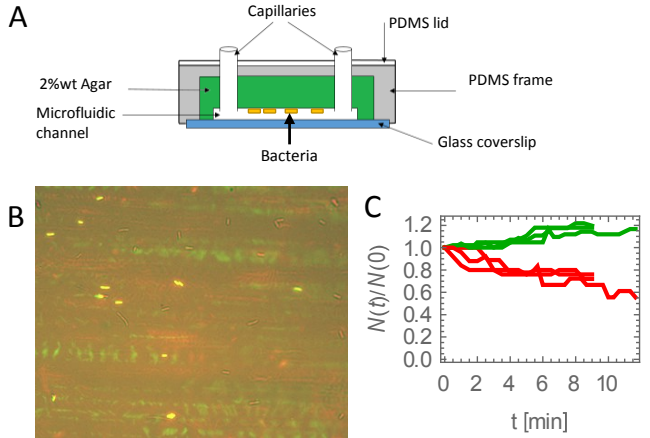 A
Capillaries
PDMS lid
2%wt Agar
PDMS frame
Microfluidic
channel
Glass coverslip
Bacteria
B
C
N(t)/N(0)
1.2
1.0
0.8
0.6
0.4
0.2
0.0
0 2 4 6 8 10
t [min]